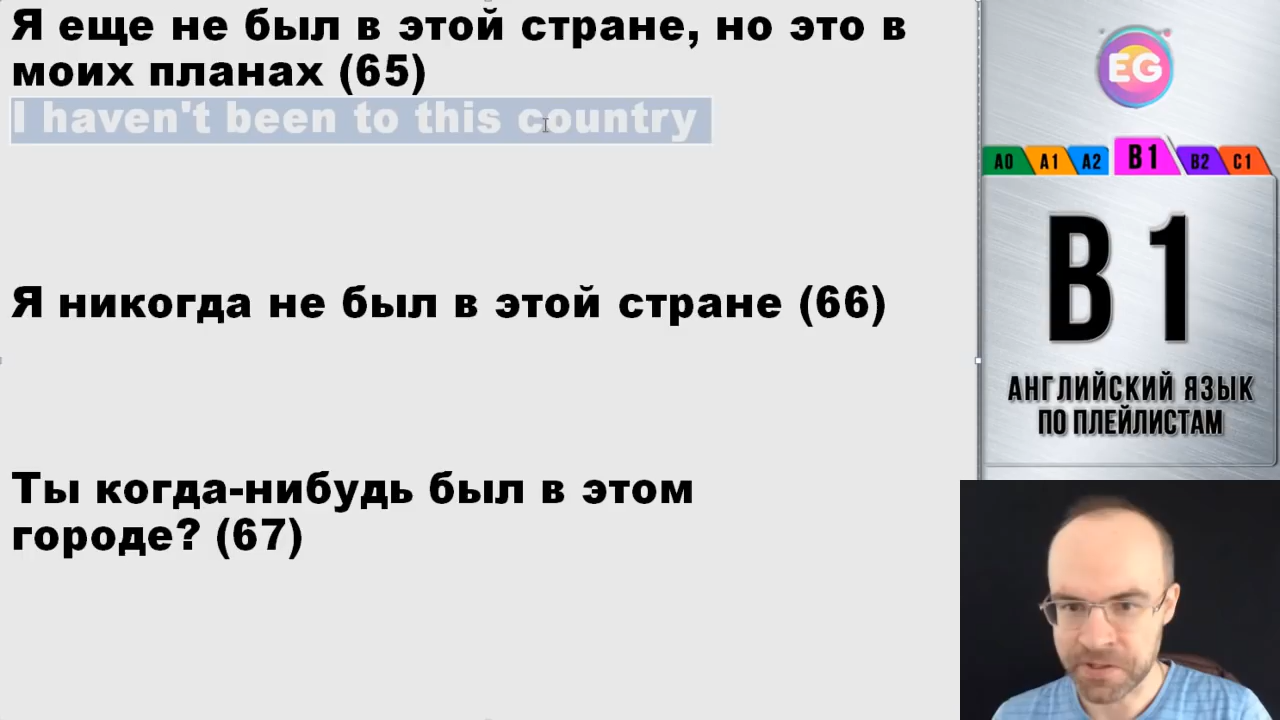 Я еще не был в этой стране, но это в
моих планах (65)
I haven't been to this country
Я никогда не был в этой стране (66)
Ты когда-нибудь был в этом
городе? (67)
EG
A0 A1 A2 B1 B2 C1
B1
АНГЛИЙСКИЙ ЯЗЫК
ПО ПЛЕЙЛИСТАМ